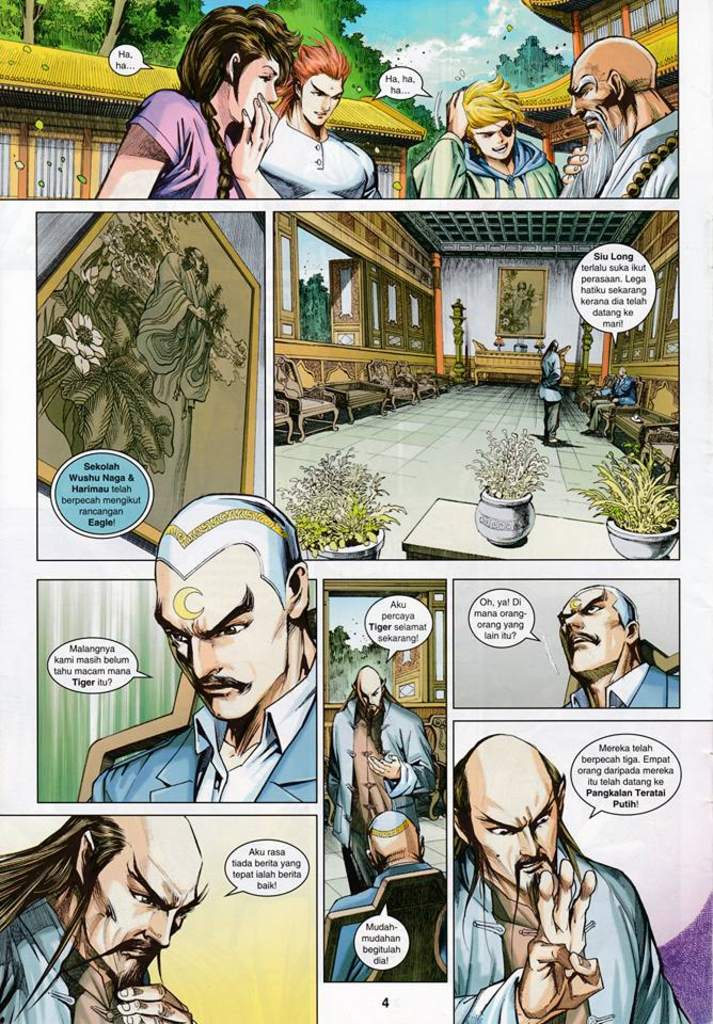 Ha,
ha...
Ha, ha,
ha...
Sekolah
Wushu Naga &
Harimau telah
berpecah mengikut
rancangan
Eagle!
Siu Long
terlalu suka ikut
perasaan. Lega
hatiku sekarang
kerana dia telah
datang ke
mari!
Malangnya
kami masih belum
tahu macam mana
Tiger itu?
Aku
percaya
Tiger selamat
sekarang!
Mudah-
mudahan
begitulah
dia!
Oh, ya! Di
mana orang-
orang yang
lain itu?
Aku rasa
tiada berita yang
tepat ialah berita
baik!
Mereka telah
berpecah tiga. Empat
orang daripada mereka
itu telah datang ke
Pangkalan Teratai
Putih!
4